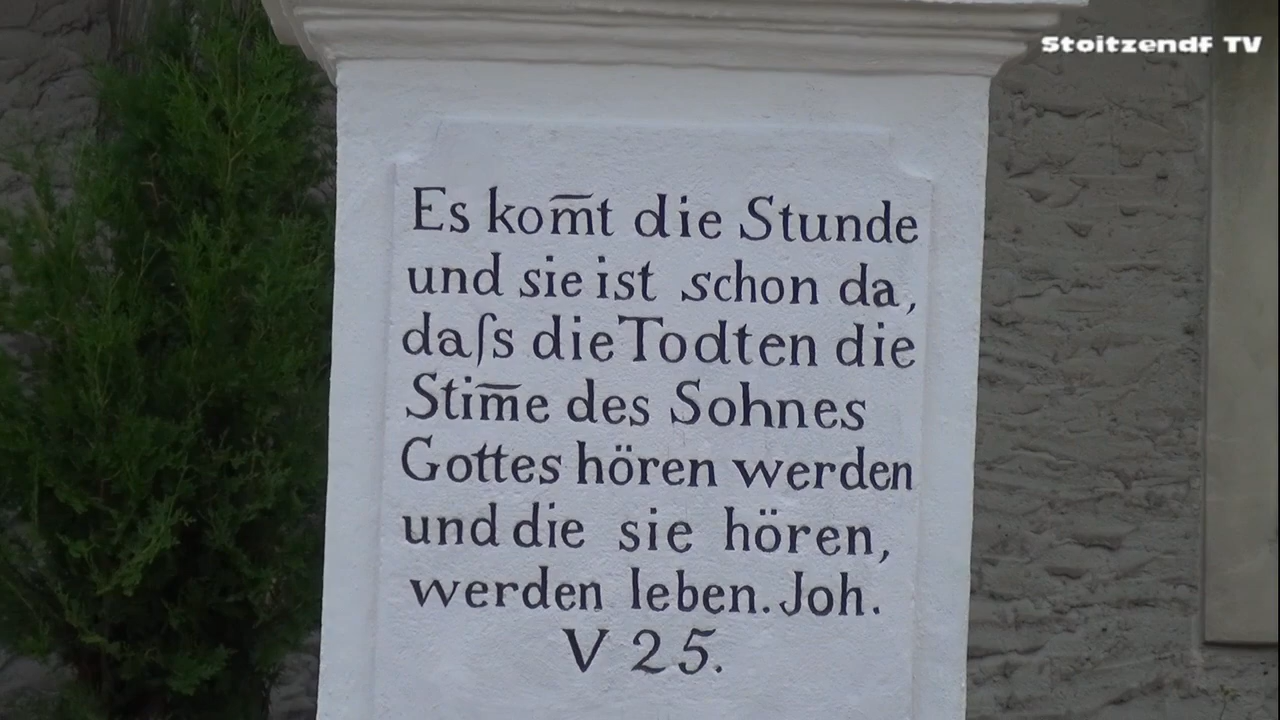 Stoitzendf TV
Es kom̅t die Stunde
und sie ist schon da,
daſs die Todten die
Stim̅e des Sohnes
Gottes hören werden
und die sie hören,
werden leben. Joh.
V 25.